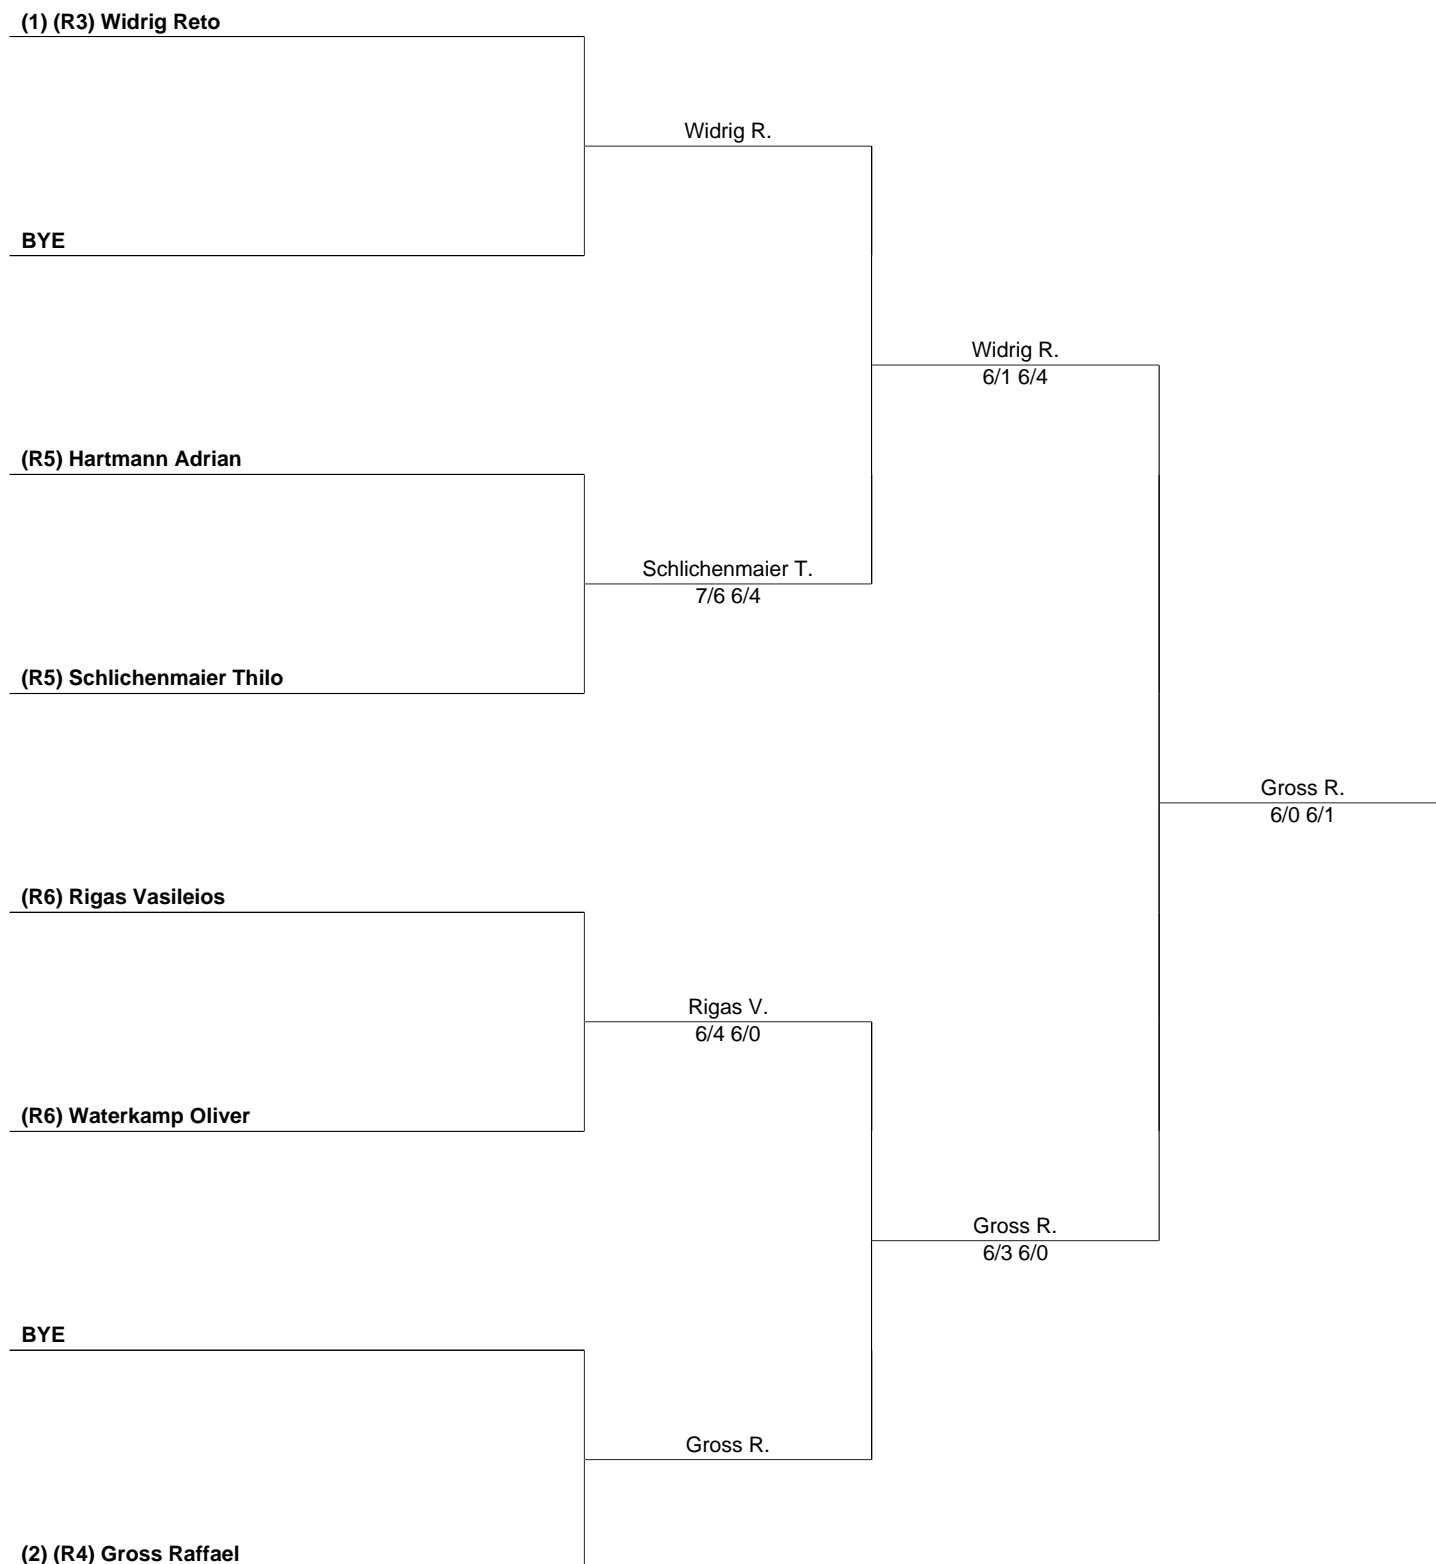 (1) (R3) Widrig Reto
Widrig R.
BYE
Widrig R.
6/1 6/4
(R5) Hartmann Adrian
Schlichenmaier T.
7/6 6/4
(R5) Schlichenmaier Thilo
Gross R.
6/0 6/1
(R6) Rigas Vasileios
Rigas V.
6/4 6/0
(R6) Waterkamp Oliver
Gross R.
6/3 6/0
BYE
Gross R.
(2) (R4) Gross Raffael